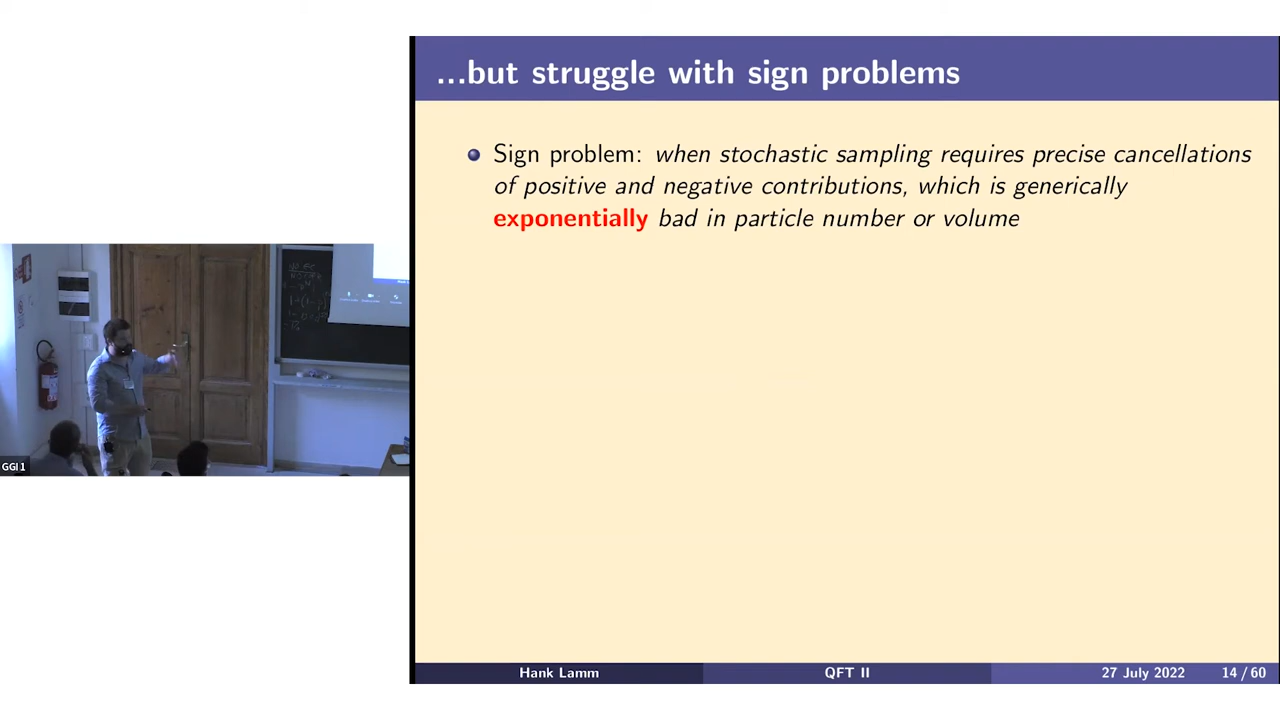 ...but struggle with sign problems
Sign problem: when stochastic sampling requires precise cancellations
of positive and negative contributions, which is generically
exponentially bad in particle number or volume
GGI 1
Hank Lamm
QFT II
27 July 2022
14 / 60